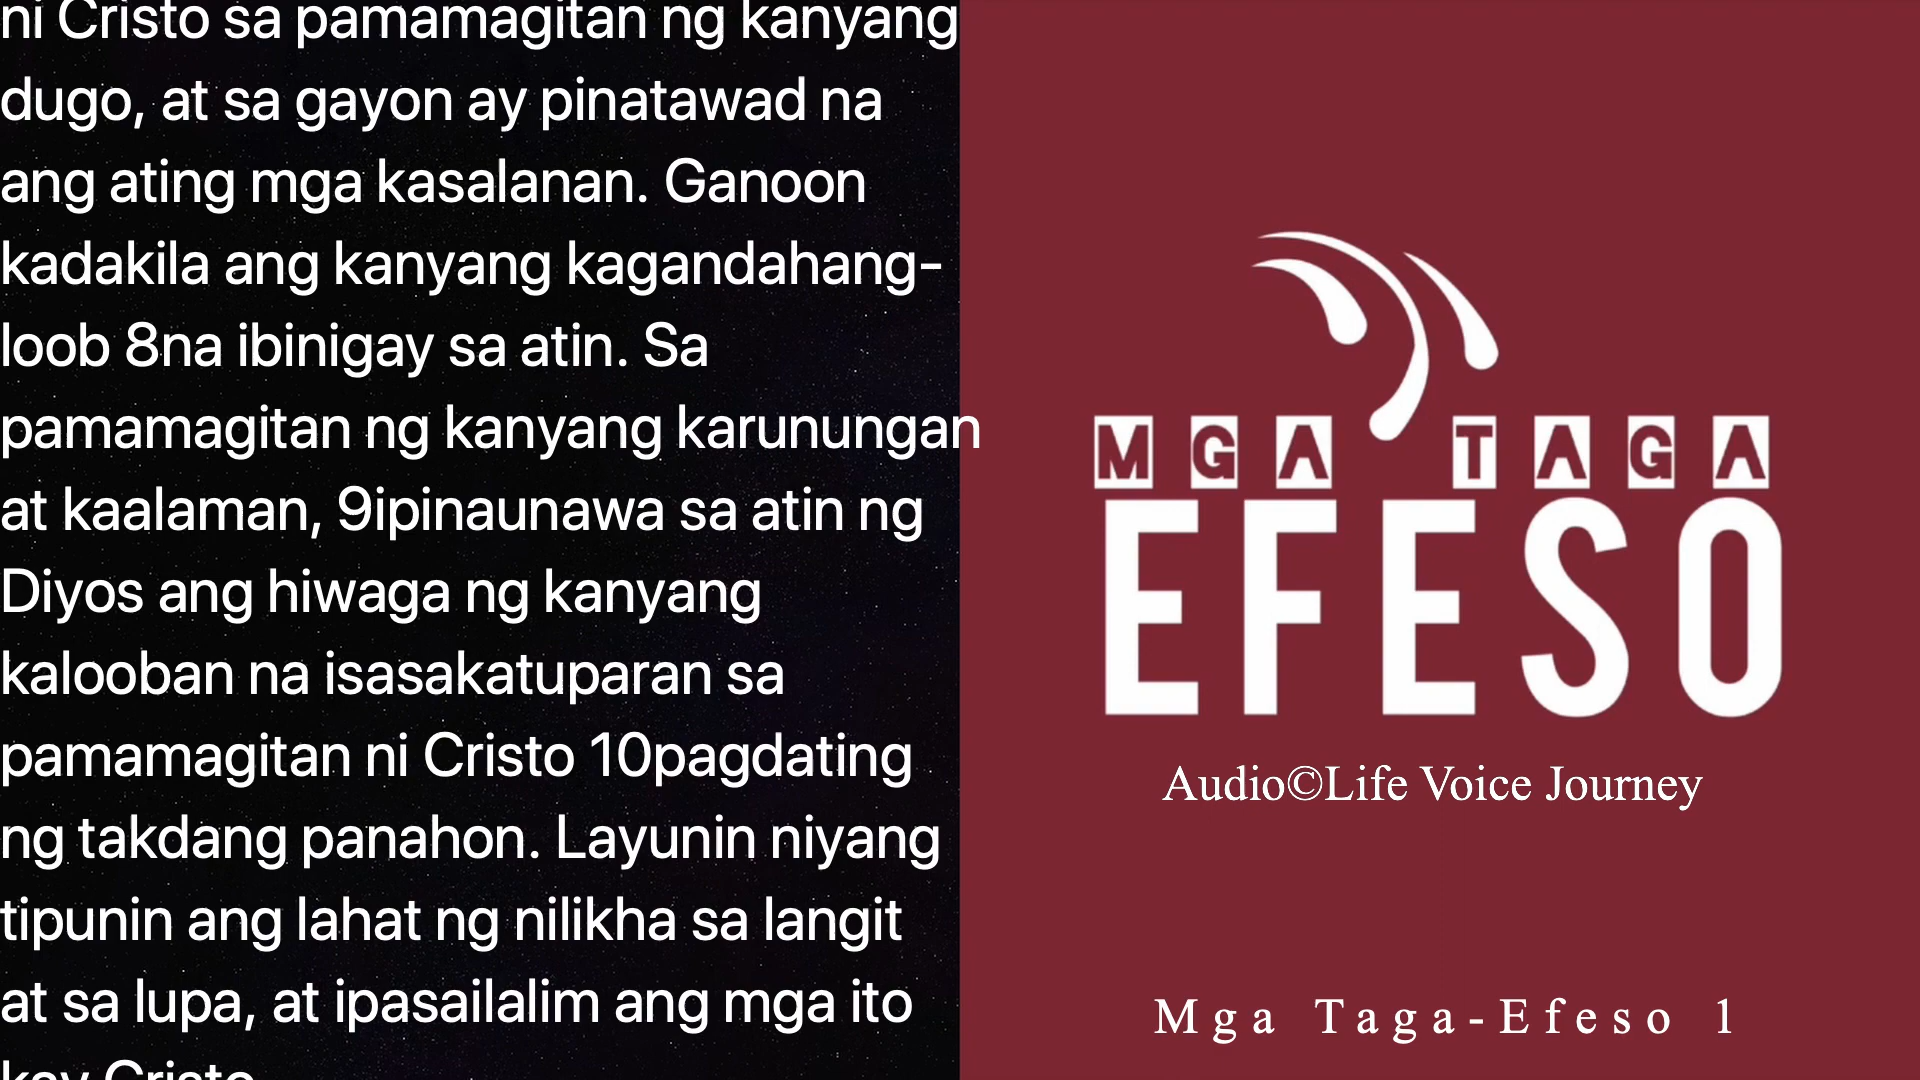 ni Cristo sa pamamagitan ng kanyang
dugo, at sa gayon ay pinatawad na
ang ating mga kasalanan. Ganoon
kadakila ang kanyang kagandahang-
loob 8na ibinigay sa atin. Sa
pamamagitan ng kanyang karunungan
at kaalaman, 9ipinaunawa sa atin ng
Diyos ang hiwaga ng kanyang
kalooban na isasakatuparan sa
pamamagitan ni Cristo 10pagdating
ng takdang panahon. Layunin niyang
tipunin ang lahat ng nilikha sa langit
at sa lupa, at ipasailalim ang mga ito
kay Cristo
MGA TAGA
EFESO
Audio©Life Voice Journey
Mga Taga-Efeso 1